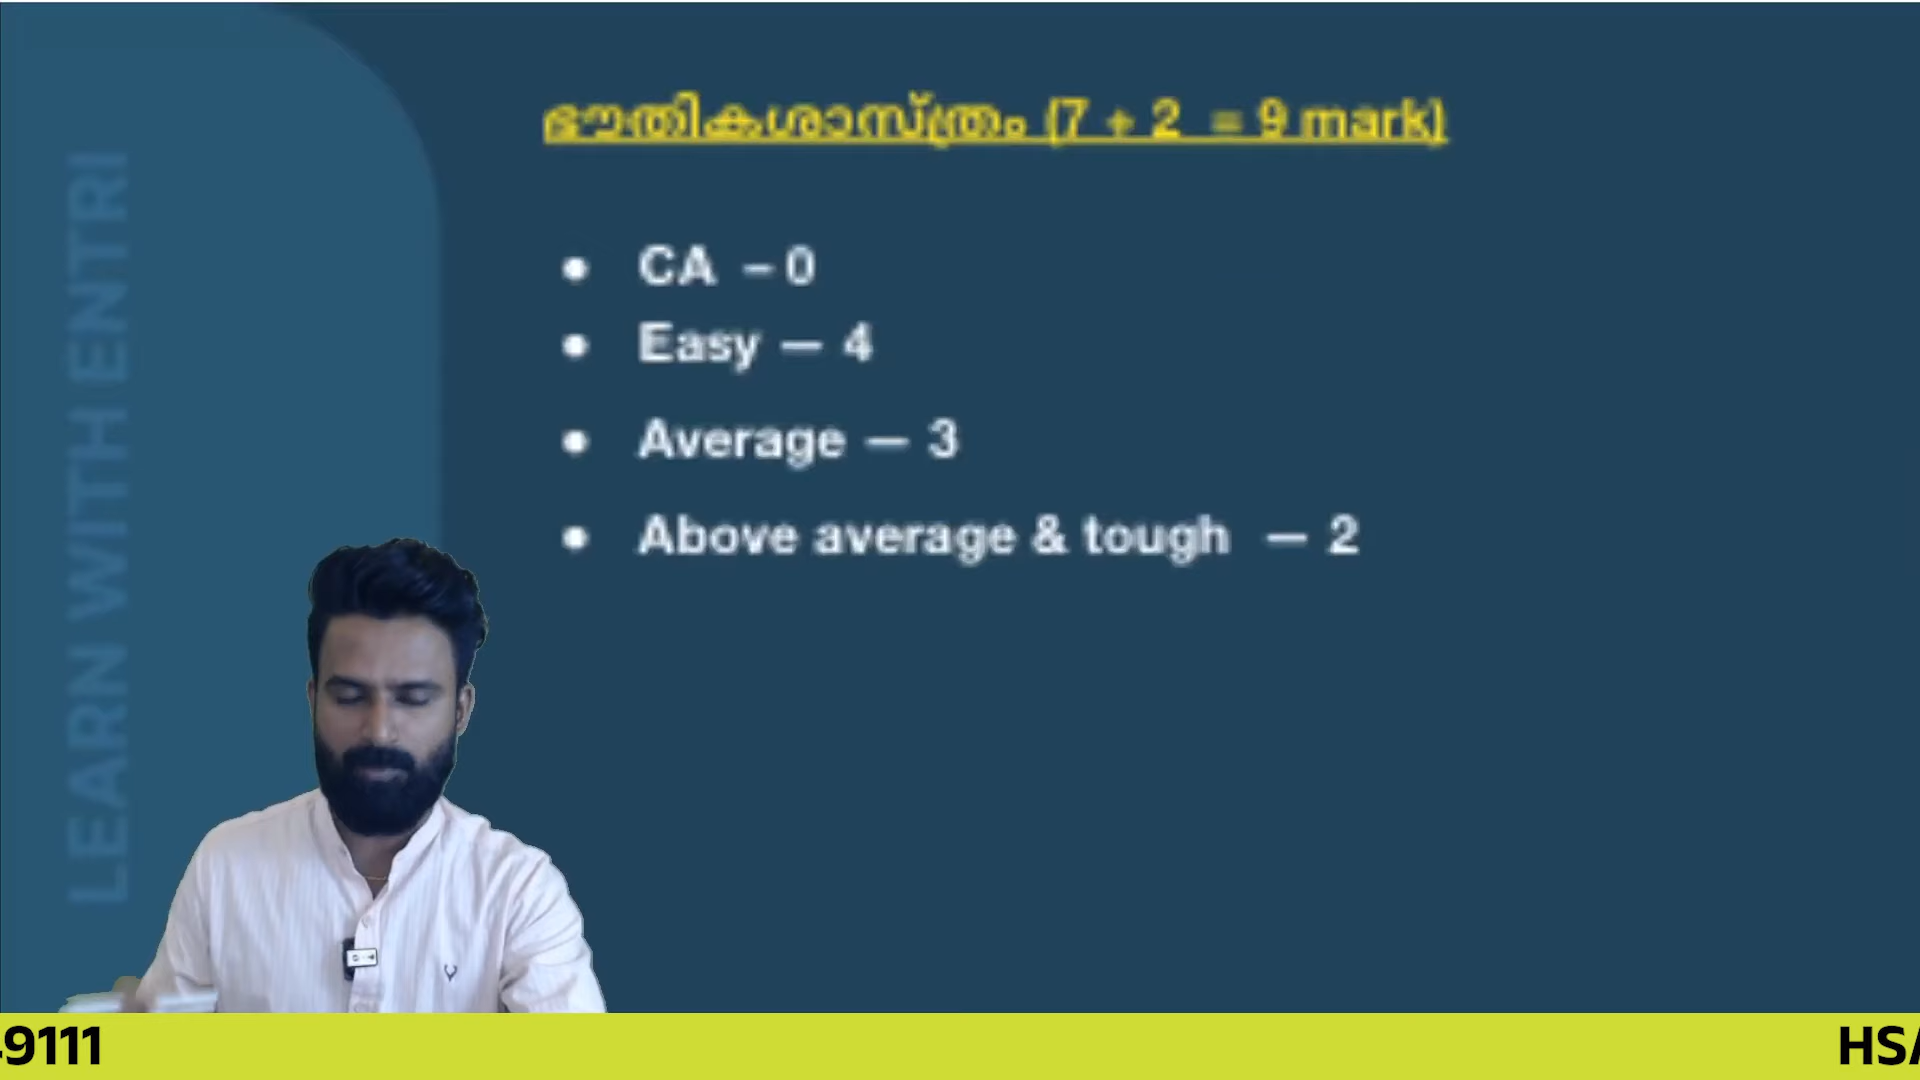 ഭൗതികശാസ്ത്രം (7 + 2 = 9 mark)
• CA – 0
• Easy — 4
• Average — 3
• Above average & tough — 2
LEARN WITH ENTRI
9111
HS